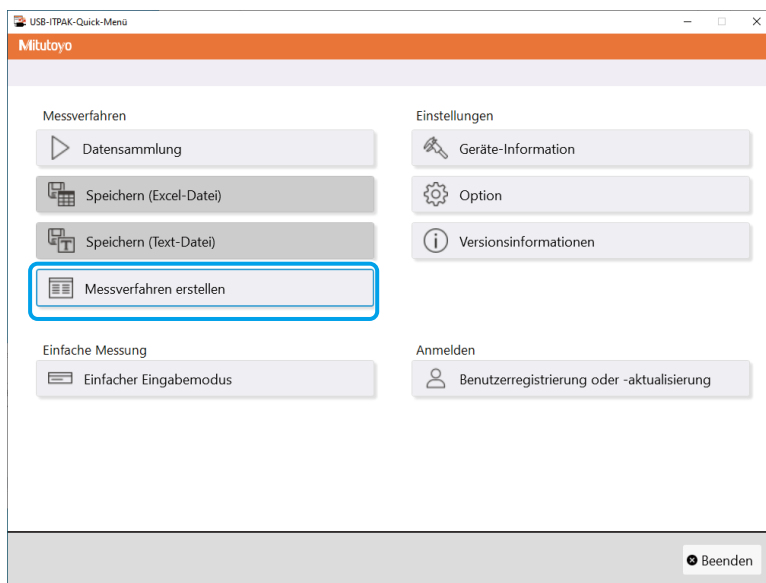 USB-ITPAK-Quick-Menü
Mitutoyo
Messverfahren
Datensammlung
Speichern (Excel-Datei)
Speichern (Text-Datei)
Messverfahren erstellen
Einfache Messung
Einfacher Eingabemodus
Einstellungen
Geräte-Information
Option
Versionsinformationen
Anmelden
Benutzerregistrierung oder -aktualisierung
Beenden